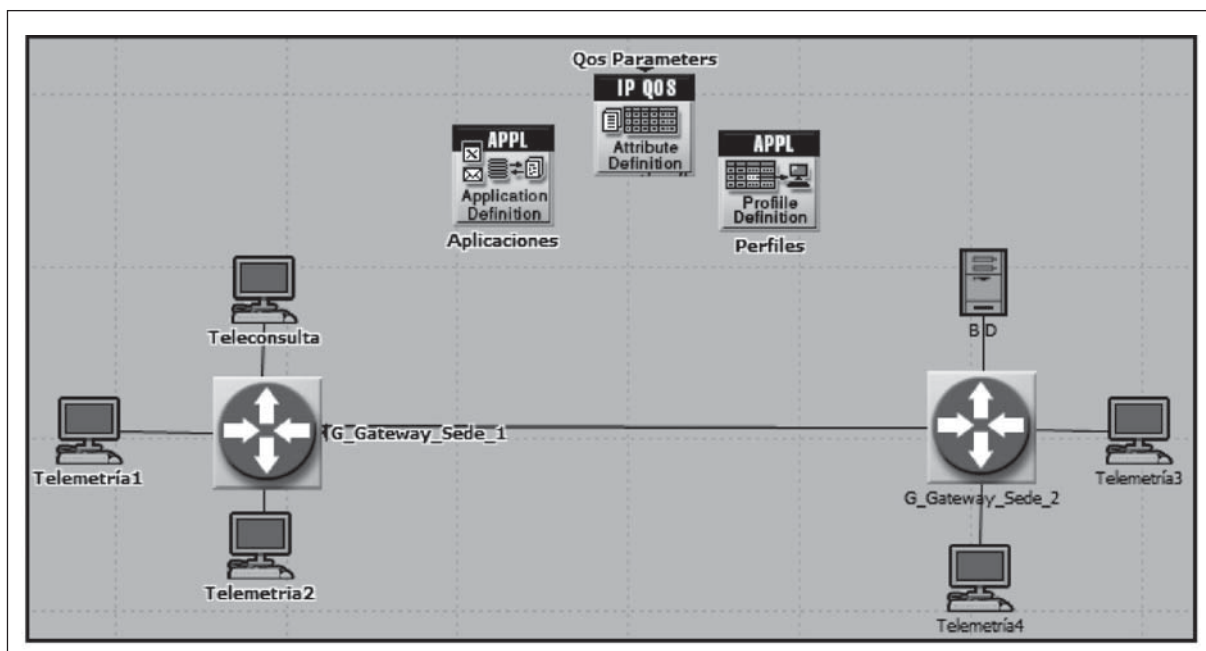 Qos Parameters
IP QOS
Attribute
Definition
APPL
Application
Definition
Aplicaciones
APPL
Profile
Definition
Perfiles
Teleconsulta
B D
Telemetría1
G_Gateway_Sede_1
Telemetría3
G_Gateway_Sede_2
Telemetria2
Telemetría4